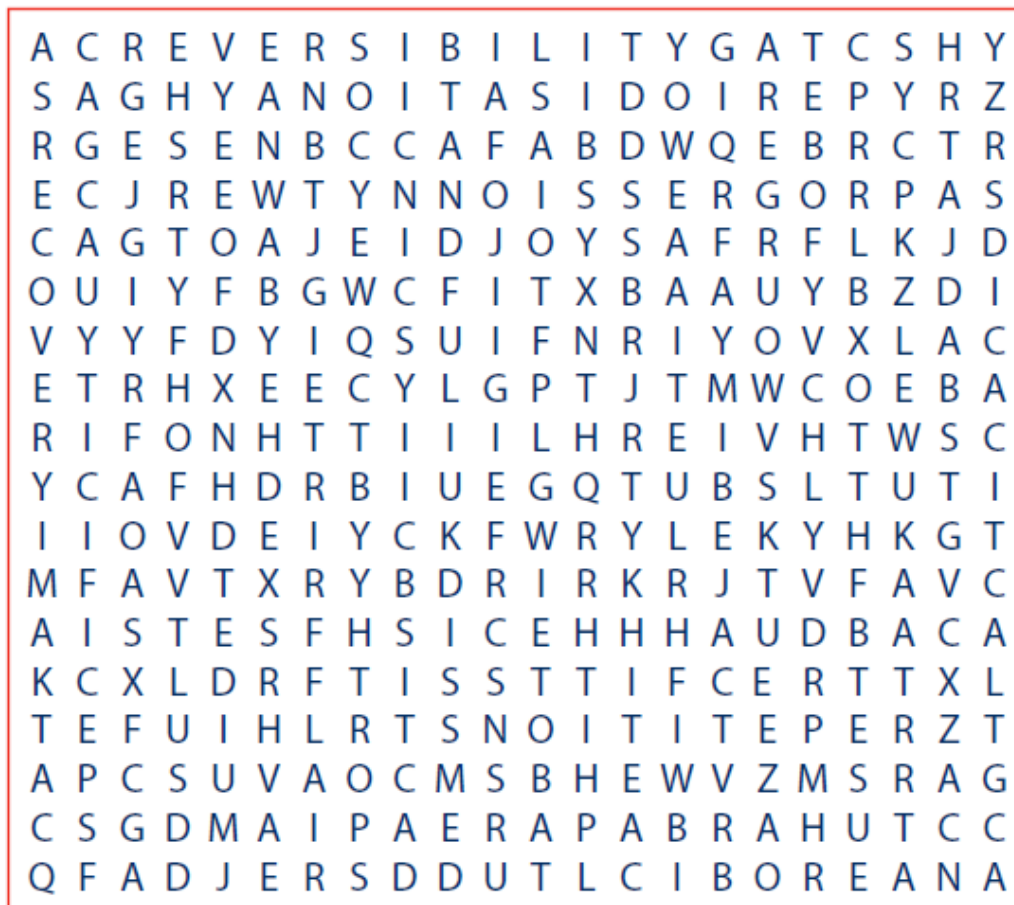 A C R E V E R S I B I L I T Y G A T C S H Y
S A G H Y A N O I T A S I D O I R E P Y R Z
R G E S E N B C C A F A B D W Q E B R C T R
E C J R E W T Y N N O I S S E R G O R P A S
C A G T O A J E I D J O Y S A F R F L K J D
O U I Y F B G W C F I T X B A A U Y B Z D I
V Y Y F D Y I Q S U I F N R I Y O V X L A C
E T R H X E E C Y L G P T J T M W C O E B A
R I F O N H T T I I I L H R E I V H T W S C
Y C A F H D R B I U E G Q T U B S L T U T I
I I O V D E I Y C K F W R Y L E K Y H K G T
M F A V T X R Y B D R I R K R J T V F A V C
A I S T E S F H S I C E H H H A U D B A C A
K C X L D R F T I S S T T I F C E R T T X L
T E F U I H L R T S N O I T I T E P E R Z T
A P C S U V A O C M S B H E W V Z M S R A G
C S G D M A I P A E R A P A B R A H U T C C
Q F A D J E R S D D U T L C I B O R E A N A